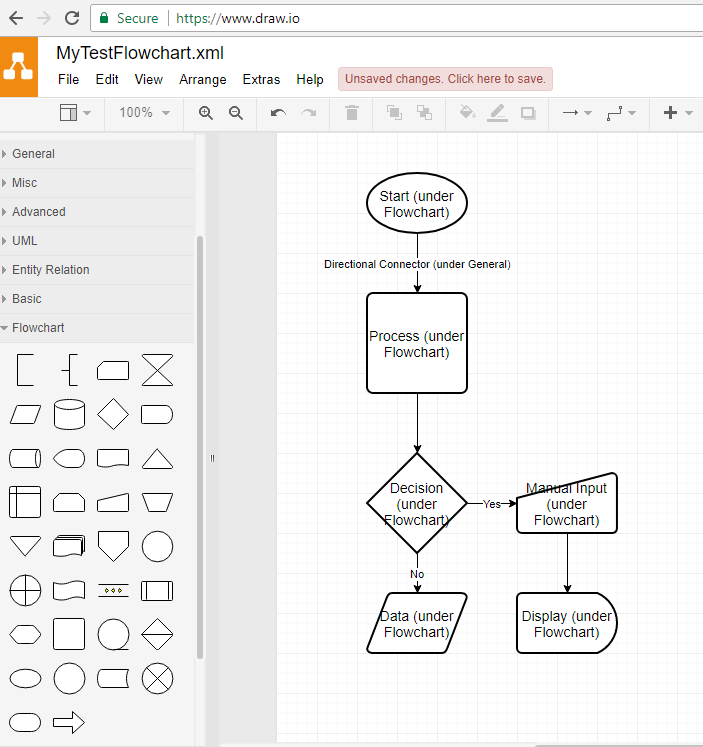 Secure https://www.draw.io
MyTestFlowchart.xml
File Edit View Arrange Extras Help Unsaved changes. Click here to save.
100%
General
Misc
Advanced
UML
Entity Relation
Basic
Flowchart
Start (under
Flowchart)
Directional Connector (under General)
Process (under
Flowchart)
Decision
(under
Flowchart)
Yes
Manual Input
(under
Flowchart)
No
Data (under
Flowchart)
Display (under
Flowchart)